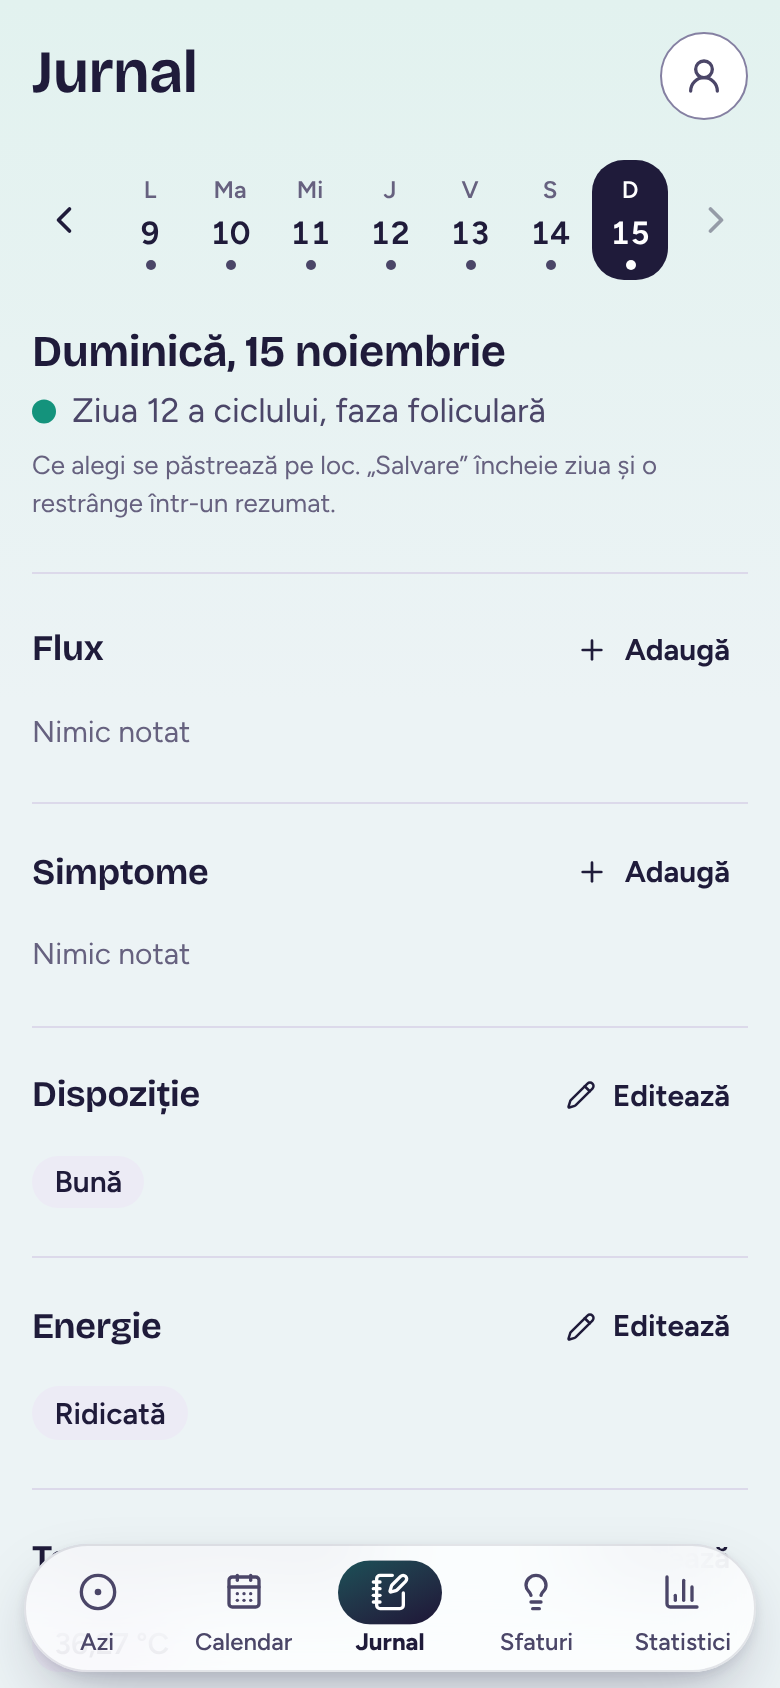 Jurnal
L Ma Mi J V S D
9 10 11 12 13 14 15
Duminică, 15 noiembrie
Ziua 12 a ciclului, faza foliculară
Ce alegi se păstrează pe loc. „Salvare” încheie ziua și o
restrânge într-un rezumat.
Flux
Adaugă
Nimic notat
Simptome
Adaugă
Nimic notat
Dispoziție
Editează
Bună
Energie
Editează
Ridicată
Azi
Calendar
Jurnal
Sfaturi
Statistici